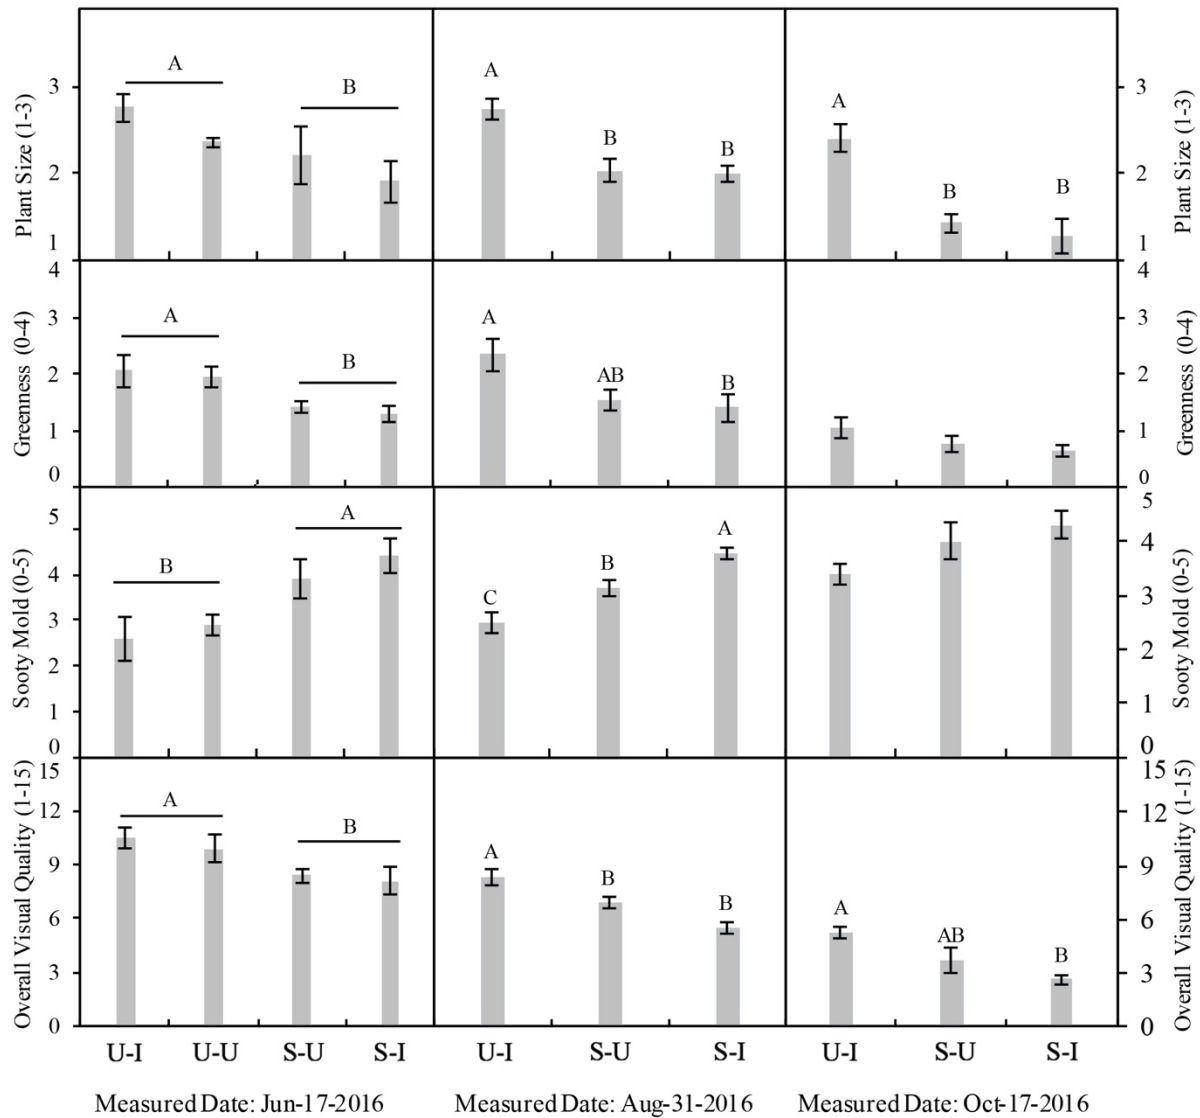 Plant Size (1-3)
3
2
1
A
B
A
B
B
A
B
B
3
2
1
Plant Size (1-3)
Greenness (0-4)
4
3
2
1
0
A
B
A
AB
B
4
3
2
1
0
Greenness (0-4)
Sooty Mold (0-5)
5
4
3
2
1
0
B
A
C
B
A
5
4
3
2
1
0
Sooty Mold (0-5)
Overall Visual Quality (1-15)
15
12
9
6
3
0
A
B
A
B
B
A
AB
B
15
12
9
6
3
0
Overall Visual Quality (1-15)
U-I U-U S-U S-I U-I S-U S-I U-I S-U S-I
Measured Date: Jun-17-2016 Measured Date: Aug-31-2016 Measured Date: Oct-17-2016